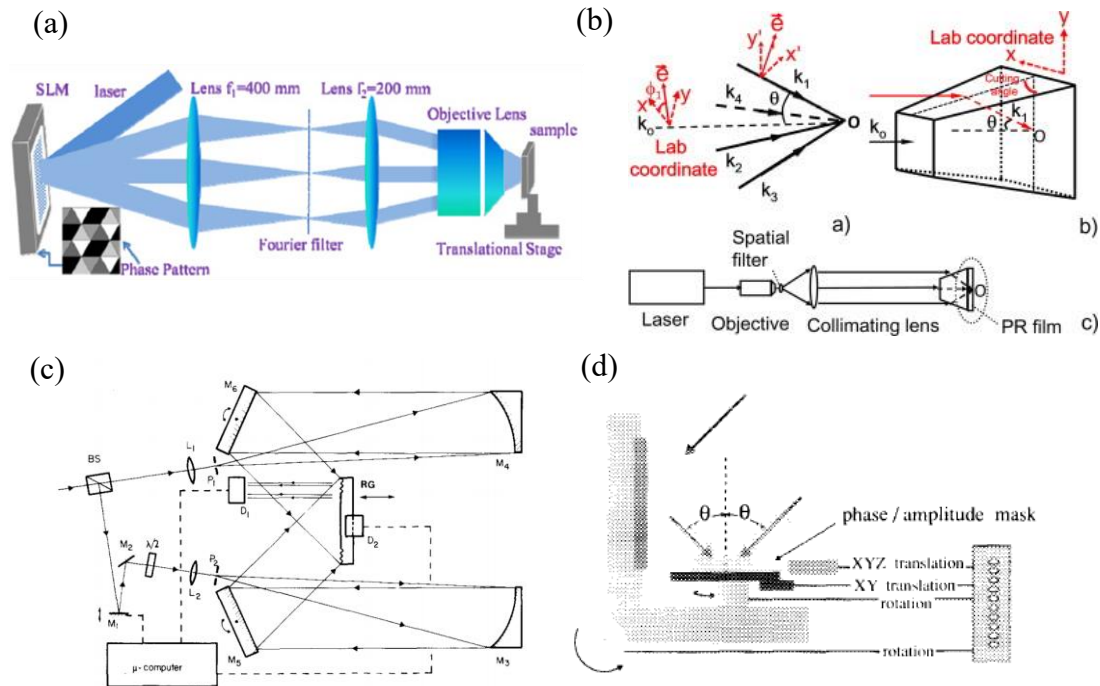 (a)
SLM
laser
Lens f₁=400 mm
Lens f₂=200 mm
Objective Lens
sample
Fourier filter
Translational Stage
Phase Pattern
(b)
y'
e
x'
k₁
e
ϕ
x
y
k₄
θ
k₀
O
Lab
coordinate
k₂
k₃
a)
y
Lab coordinate
x
Cutting
angle
k₁
θ
k₀
O
b)
Spatial
filter
O
Laser
Objective
Collimating lens
PR film
c)
(c)
M₆
BS
L₁
P₁
M₄
RG
D₁
D₂
M₂
λ/2
P₂
L₂
M₁
M₅
M₃
μ-computer
(d)
θ
θ
phase / amplitude mask
XYZ translation
XY translation
rotation
rotation